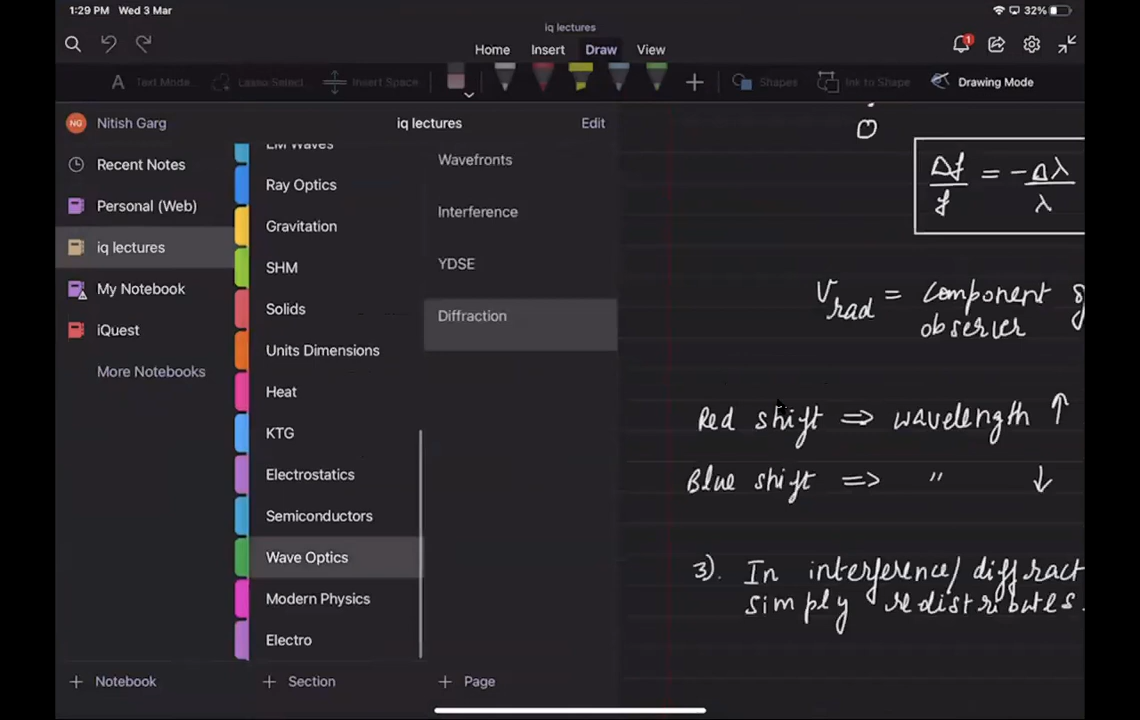 1:29 PM Wed 3 Mar
32%
iq lectures
Home Insert Draw View
1
A Text Mode Lasso Select Insert Space Shapes Ink to Shape Drawing Mode
NG Nitish Garg
Recent Notes
Personal (Web)
iq lectures
My Notebook
iQuest
More Notebooks
+ Notebook
EM Waves
Ray Optics
Gravitation
SHM
Solids
Units Dimensions
Heat
KTG
Electrostatics
Semiconductors
Wave Optics
Modern Physics
Electro
+ Section
iq lectures Edit
Wavefronts
Interference
YDSE
Diffraction
+ Page
Δf/f = -Δλ/λ
V rad = component
observer
Red shift => wavelength ↑
Blue shift => " ↓
3). In interference/diffract
simply redistributes.